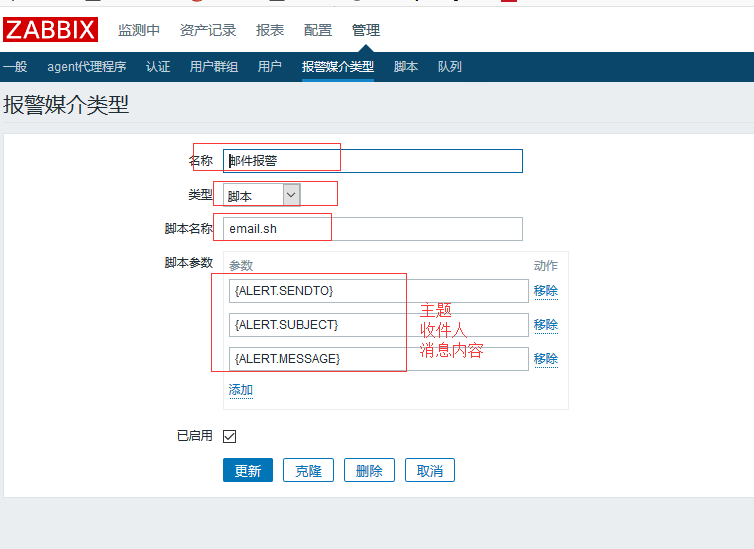 ZABBIX 监测中 资产记录 报表 配置 管理
一般 agent代理程序 认证 用户群组 用户 报警媒介类型 脚本 队列
报警媒介类型
名称 邮件报警
类型 脚本
脚本名称 email.sh
脚本参数 参数 动作
{ALERT.SENDTO} 移除
{ALERT.SUBJECT} 移除
{ALERT.MESSAGE} 移除
主题
收件人
消息内容
添加
已启用
更新 克隆 删除 取消